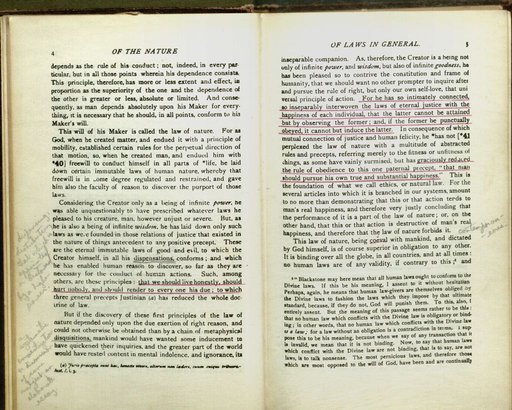 4
OF THE NATURE
depends as the rule of his conduct; not, indeed, in every par-
ticular, but in all those points wherein his dependence consists.
This principle, therefore, has more or less extent and effect, in
proportion as the superiority of the one and the dependence of
the other is greater or less, absolute or limited. And conse-
quently, as man depends absolutely upon his Maker for every-
thing, it is necessary that he should, in all points, conform to his
Maker's will.
This will of his Maker is called the law of nature. For as
God, when he created matter, and endued it with a principle of
mobility, established certain rules for the perpetual direction of
that motion, so, when he created man, and endued him with
*40] freewill to conduct himself in all parts of *life, he laid
down certain immutable laws of human nature, whereby that
freewill is in some degree regulated and restrained, and gave
him also the faculty of reason to discover the purport of those
laws.
Considering the Creator only as a being of infinite power, he
was able unquestionably to have prescribed whatever laws he
pleased to his creature, man, however unjust or severe. But, as
he is also a being of infinite wisdom, he has laid down only such
laws as were founded in those relations of justice that existed in
the nature of things antecedent to any positive precept. These
are the eternal immutable laws of good and evil, to which the
Creator himself, in all his dispensations, conforms; and which
he has enabled human reason to discover, so far as they are
necessary for the conduct of human actions. Such, among
others, are these principles: that we should live honestly, should
hurt nobody, and should render to every one his due; to which
three general precepts Justinian (a) has reduced the whole doc-
trine of law.
But if the discovery of these first principles of the law of
nature depended only upon the due exertion of right reason, and
could not otherwise be obtained than by a chain of metaphysical
disquisitions, mankind would have wanted some inducement to
have quickened their inquiries, and the greater part of the world
would have rested content in mental indolence, and ignorance, its
(a) Juris præcepta sunt hæc, honeste vivere, alterum non lædere, suum cuique tribuere.
OF LAWS IN GENERAL.
5
inseparable companion. As, therefore, the Creator is a being not
only of infinite power, and wisdom, but also of infinite goodness, he
has been pleased so to contrive the constitution and frame of
humanity, that we should want no other prompter to inquire after
and pursue the rule of right, but only our own self-love, that uni-
versal principle of action. For he has so intimately connected,
so inseparably interwoven the laws of eternal justice with the
happiness of each individual, that the latter cannot be attained
but by observing the former; and, if the former be punctually
obeyed, it cannot but induce the latter. In consequence of which
mutual connection of justice and human felicity, he *has not [*41
perplexed the law of nature with a multitude of abstracted
rules and precepts, referring merely to the fitness or unfitness of
things, as some have vainly surmised, but has graciously reduced
the rule of obedience to this one paternal precept, "that man
should pursue his own true and substantial happiness." This is
the foundation of what we call ethics, or natural law. For the
several articles into which it is branched in our systems, amount
to no more than demonstrating that this or that action tends to
man's real happiness, and therefore very justly concluding that
the performance of it is a part of the law of nature; or, on the
other hand, that this or that action is destructive of man's real
happiness, and therefore that the law of nature forbids it.
This law of nature, being coeval with mankind, and dictated
by God himself, is of course superior in obligation to any other.
It is binding over all the globe, in all countries, and at all times:
no human laws are of any validity, if contrary to this; and
Blackstone may here mean that all human laws ought to conform to the
Divine laws. If this be his meaning, I assent to it without hesitation.
Perhaps, again, he means that human lawgivers are themselves obliged by
the Divine laws to fashion the laws which they impose by that ultimate
standard, because, if they do not, God will punish them. To this, also, I
entirely assent. But the meaning of this passage seems rather to be this:
that no human law which conflicts with the Divine law is obligatory or bind-
ing; in other words, that no human law which conflicts with the Divine law
is a law; for a law without an obligation is a contradiction in terms. I sup-
pose this to be his meaning, because when we say of any transaction that it
is invalid, we mean that it is not binding. Now, to say that human laws
which conflict with the Divine law are not binding, that is to say, are not
laws, is to talk nonsense. The most pernicious laws, and therefore those
which are most opposed to the will of God, have been and are continually